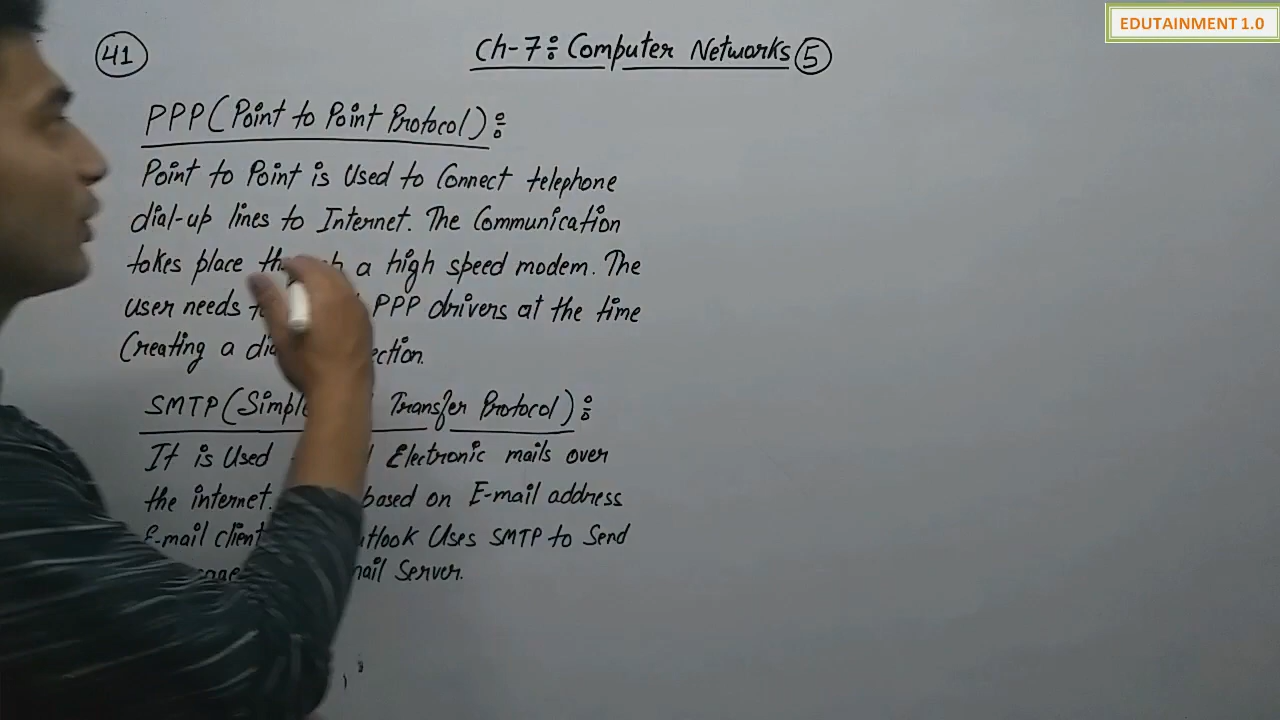 EDUTAINMENT 1.0
41
Ch-7: Computer Networks 5
PPP (Point to Point Protocol):
Point to Point is Used to Connect telephone
dial-up lines to Internet. The Communication
takes place a high speed modem. The
user needs PPP drivers at the time
Creating a
SMTP (Transfer Protocol):
It is Used Electronic mails over
the internet. based on E-mail address
E-mail Uses SMTP to Send
Server.